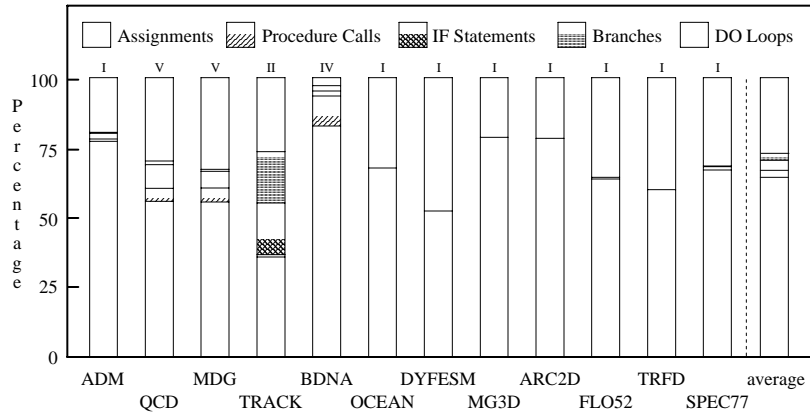 Assignments Procedure Calls IF Statements Branches DO Loops
I V V II IV I I I I I I I
Percentage
100
75
50
25
0
ADM MDG BDNA DYFESM ARC2D TRFD average
QCD TRACK OCEAN MG3D FLO52 SPEC77